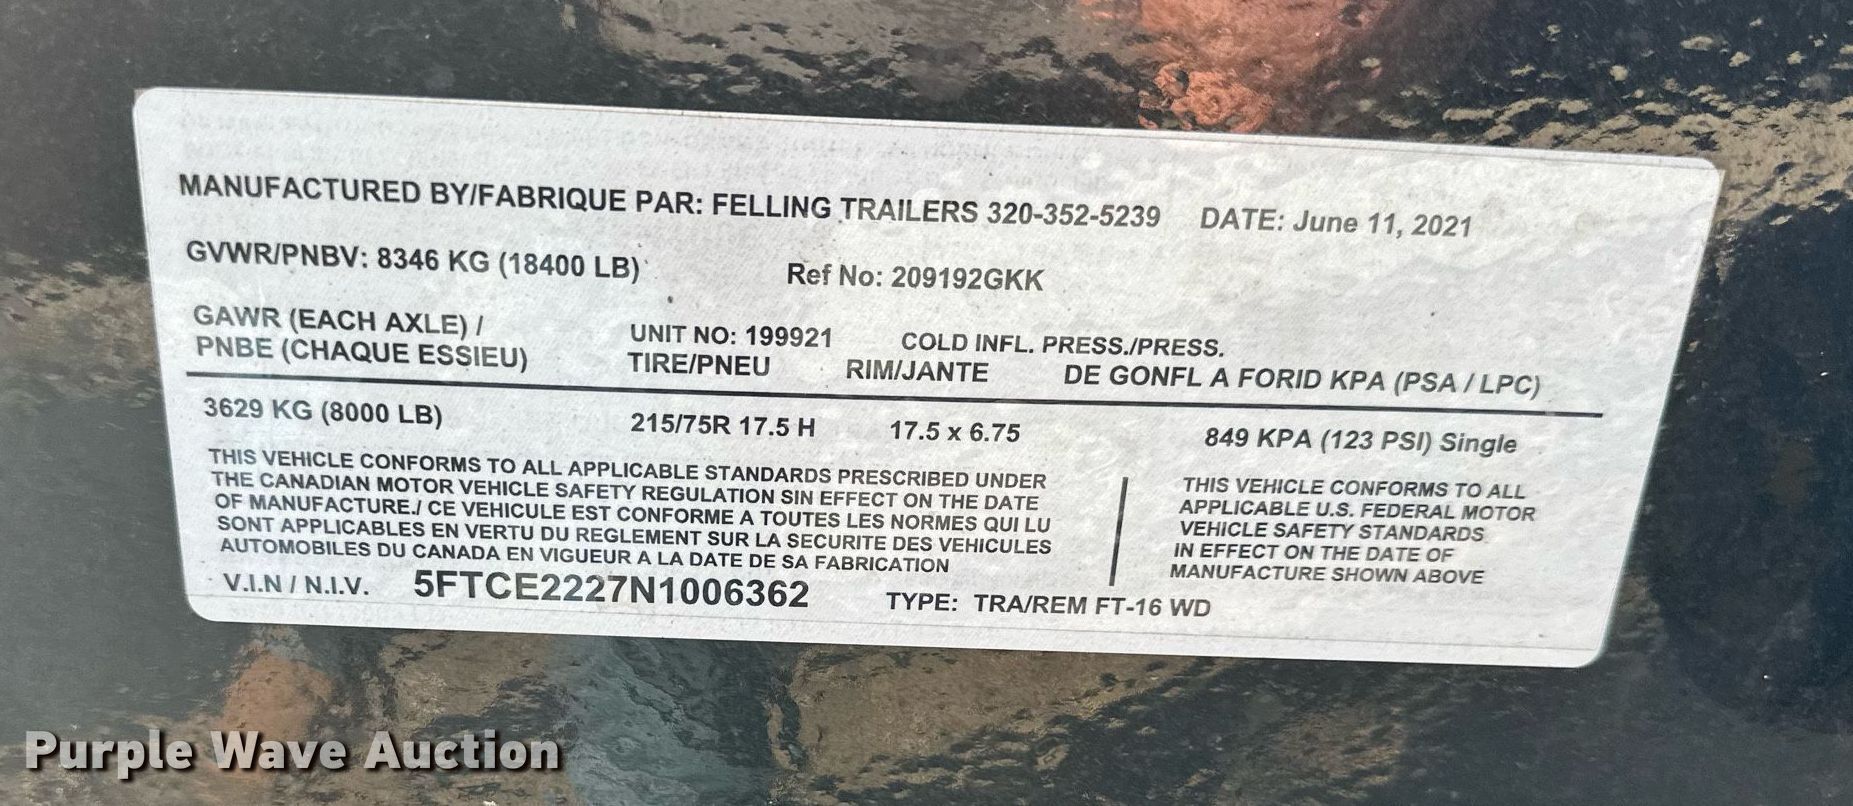 MANUFACTURED BY/FABRIQUE PAR: FELLING TRAILERS 320-352-5239 DATE: June 11, 2021
GVWR/PNBV: 8346 KG (18400 LB) Ref No: 209192GKK
GAWR (EACH AXLE) /
PNBE (CHAQUE ESSIEU)
UNIT NO: 199921 COLD INFL. PRESS./PRESS.
TIRE/PNEU RIM/JANTE DE GONFL A FORID KPA (PSA / LPC)
3629 KG (8000 LB) 215/75R 17.5 H 17.5 x 6.75 849 KPA (123 PSI) Single
THIS VEHICLE CONFORMS TO ALL APPLICABLE STANDARDS PRESCRIBED UNDER
THE CANADIAN MOTOR VEHICLE SAFETY REGULATION SIN EFFECT ON THE DATE
OF MANUFACTURE./ CE VEHICULE EST CONFORME A TOUTES LES NORMES QUI LU
SONT APPLICABLES EN VERTU DU REGLEMENT SUR LA SECURITE DES VEHICULES
AUTOMOBILES DU CANADA EN VIGUEUR A LA DATE DE SA FABRICATION
THIS VEHICLE CONFORMS TO ALL
APPLICABLE U.S. FEDERAL MOTOR
VEHICLE SAFETY STANDARDS
IN EFFECT ON THE DATE OF
MANUFACTURE SHOWN ABOVE
V.I.N / N.I.V. 5FTCE2227N1006362 TYPE: TRA/REM FT-16 WD
Purple Wave Auction